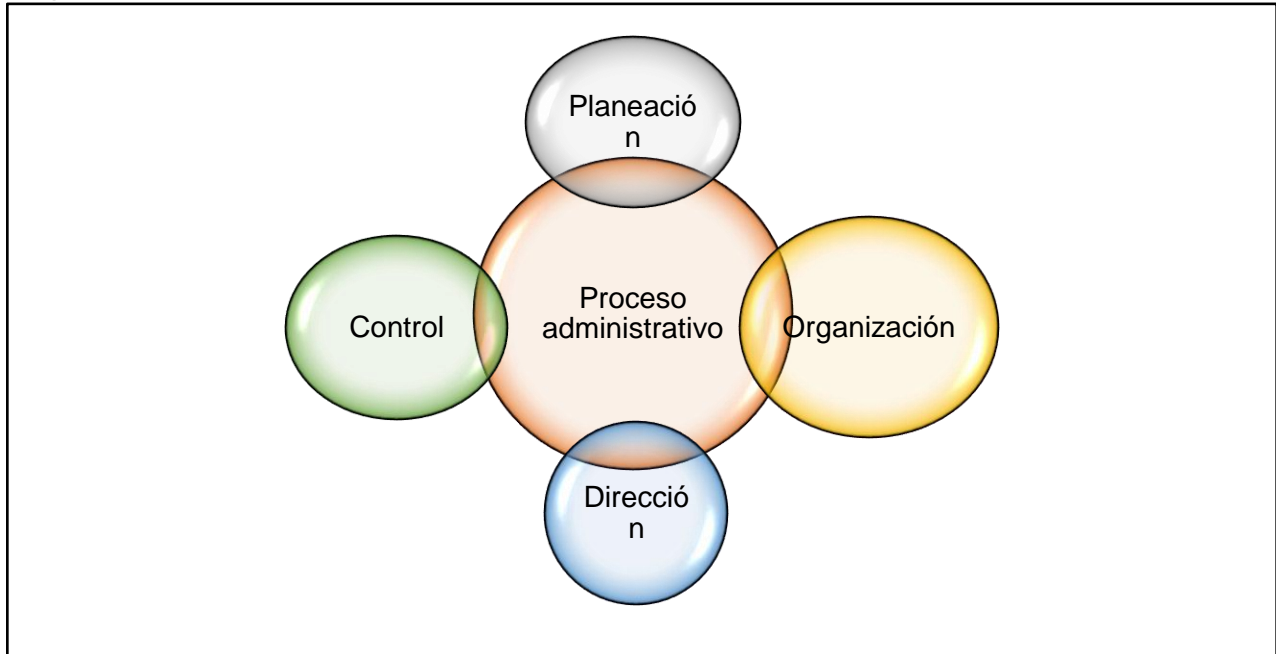 Planeació
n
Proceso
administrativo
Control
Organización
Direcció
n